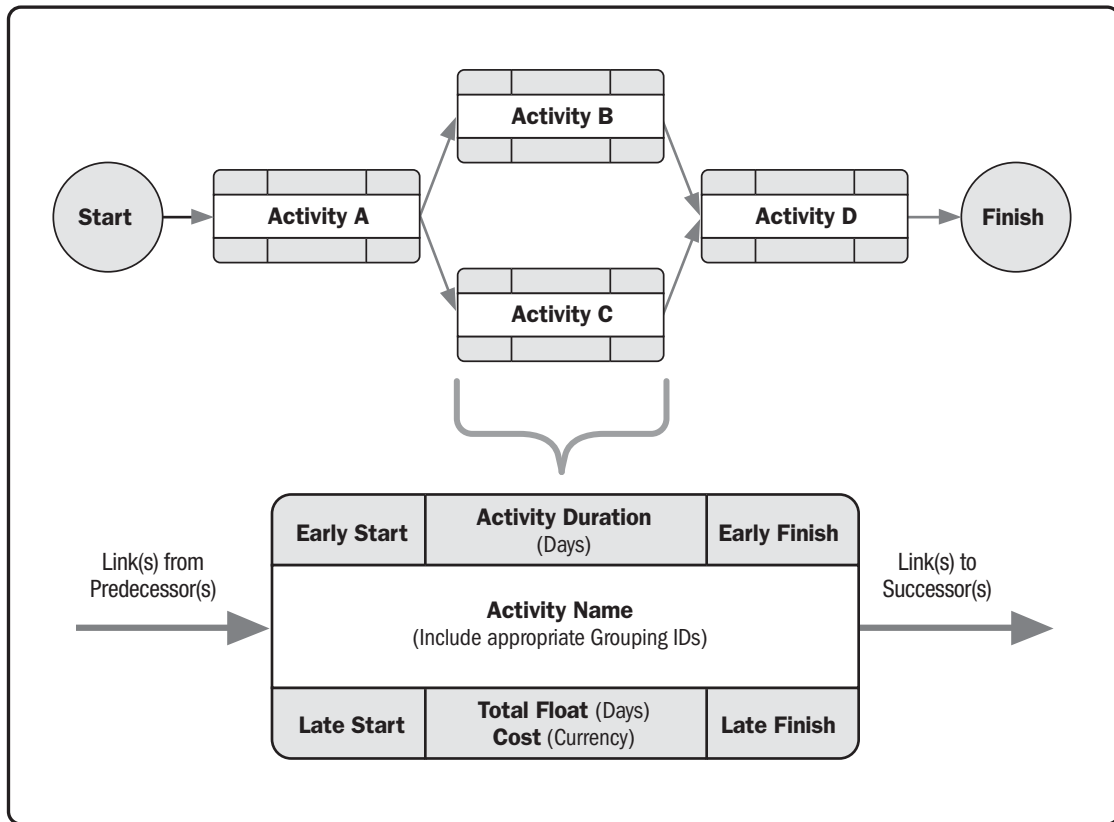 Activity B
Start
Activity A
Activity D
Finish
Activity C
Early Start
Activity Duration
(Days)
Early Finish
Link(s) from
Predecessor(s)
Activity Name
(Include appropriate Grouping IDs)
Link(s) to
Successor(s)
Late Start
Total Float (Days)
Cost (Currency)
Late Finish